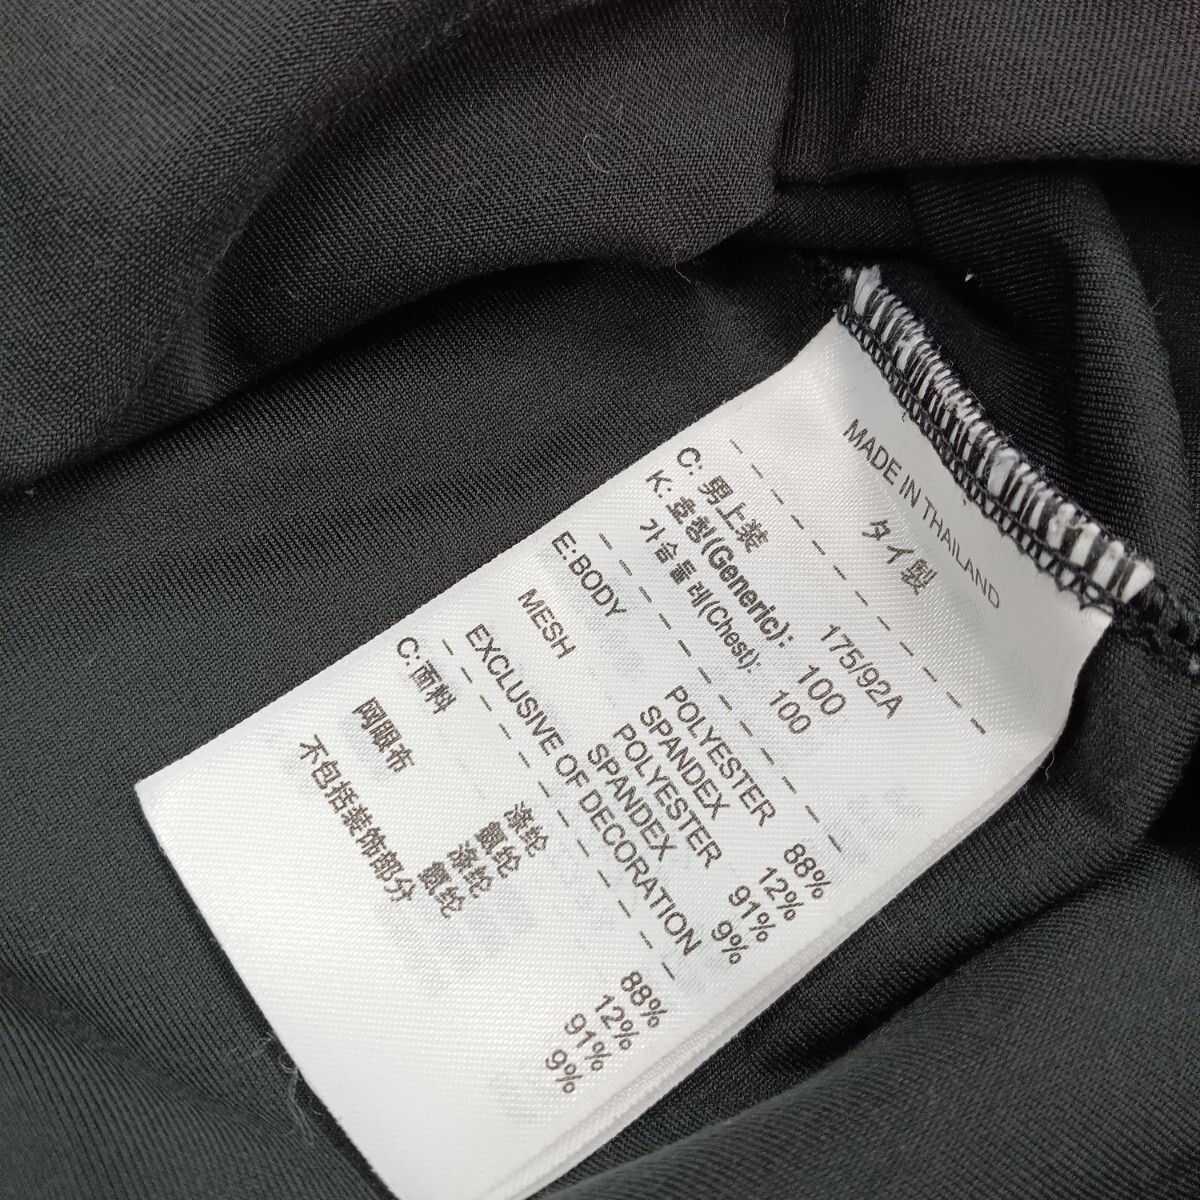 MADE IN THAILAND
タイ製
C: 男上装 175/92A
K: 호칭(Generic): 100
가슴둘레(Chest): 100
E:BODY POLYESTER 88%
SPANDEX 12%
MESH POLYESTER 91%
SPANDEX 9%
EXCLUSIVE OF DECORATION
C:面料 涤纶 88%
氨纶 12%
网眼布 涤纶 91%
氨纶 9%
不包括装饰部分